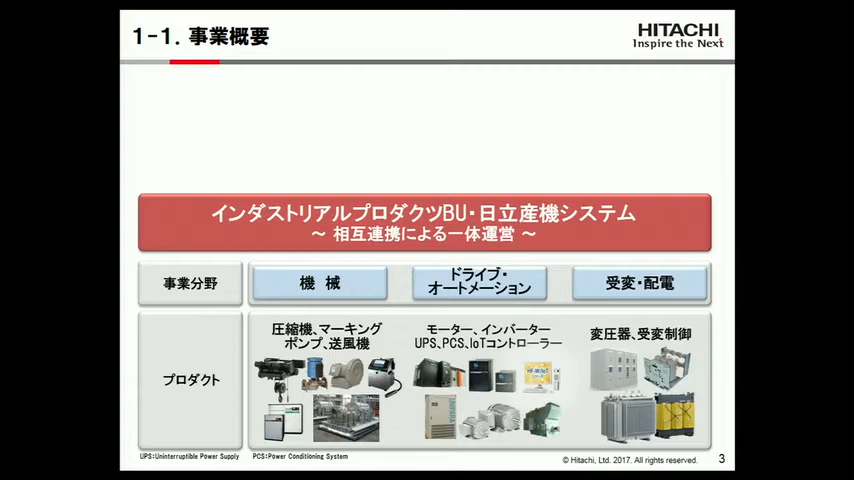 1-1. 事業概要
HITACHI
Inspire the Next
インダストリアルプロダクツBU・日立産機システム
～ 相互連携による一体運営 ～
事業分野
機 械
ドライブ・
オートメーション
受変・配電
プロダクト
圧縮機、マーキング
ポンプ、送風機
モーター、インバーター
UPS、PCS、IoTコントローラー
変圧器、受変制御
UPS:Uninterruptible Power Supply
PCS:Power Conditioning System
© Hitachi, Ltd. 2017. All rights reserved.
3